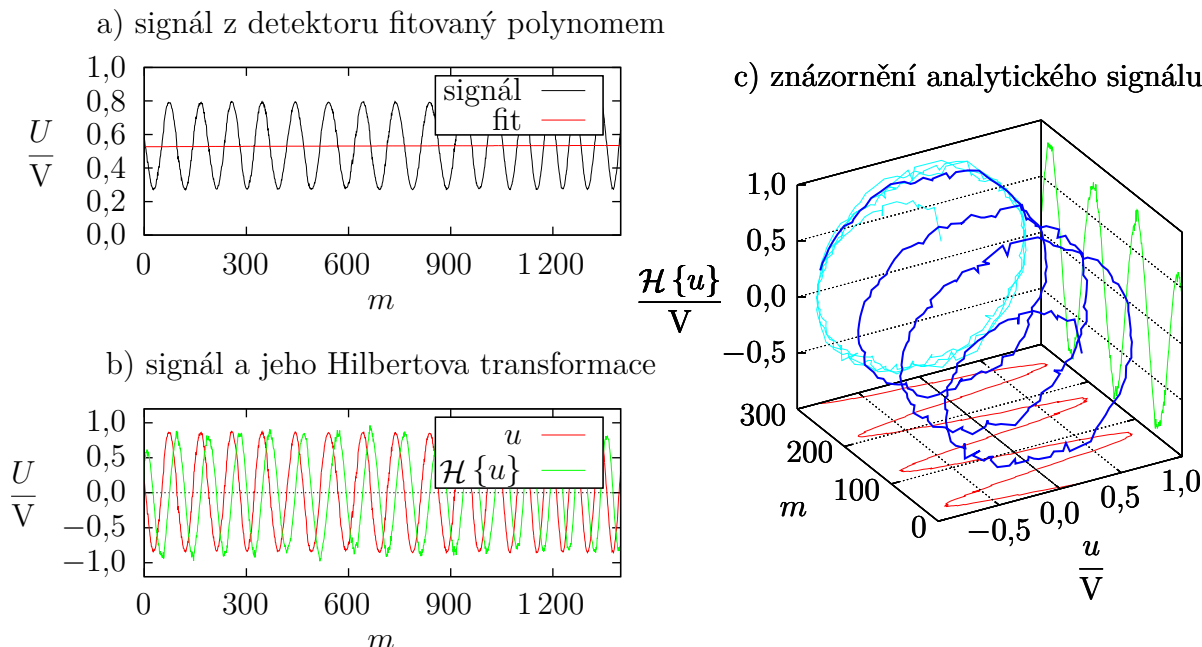 a) signál z detektoru fitovaný polynomem
1,0
0,8
0,6
0,4
0,2
0,0
U
V
signál
fit
0 300 600 900 1 200
m
b) signál a jeho Hilbertova transformace
1,0
0,5
0,0
−0,5
−1,0
U
V
u
ℋ {u}
0 300 600 900 1 200
m
c) znázornění analytického signálu
1,0
0,5
0,0
−0,5
ℋ {u}
V
300
200
100
0
m
−0,5
0,0
0,5
1,0
u
V